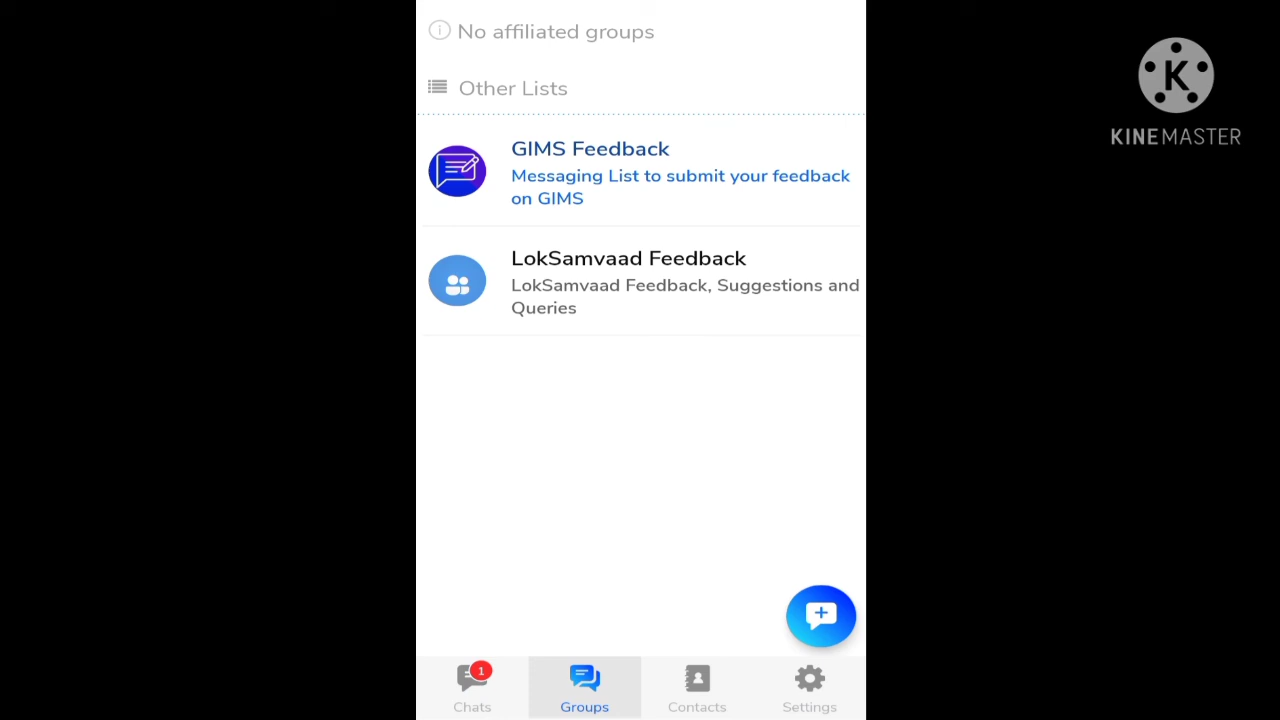 No affiliated groups
Other Lists
GIMS Feedback
Messaging List to submit your feedback
on GIMS
LokSamvaad Feedback
LokSamvaad Feedback, Suggestions and
Queries
1
Chats
Groups
Contacts
Settings
K
KINEMASTER